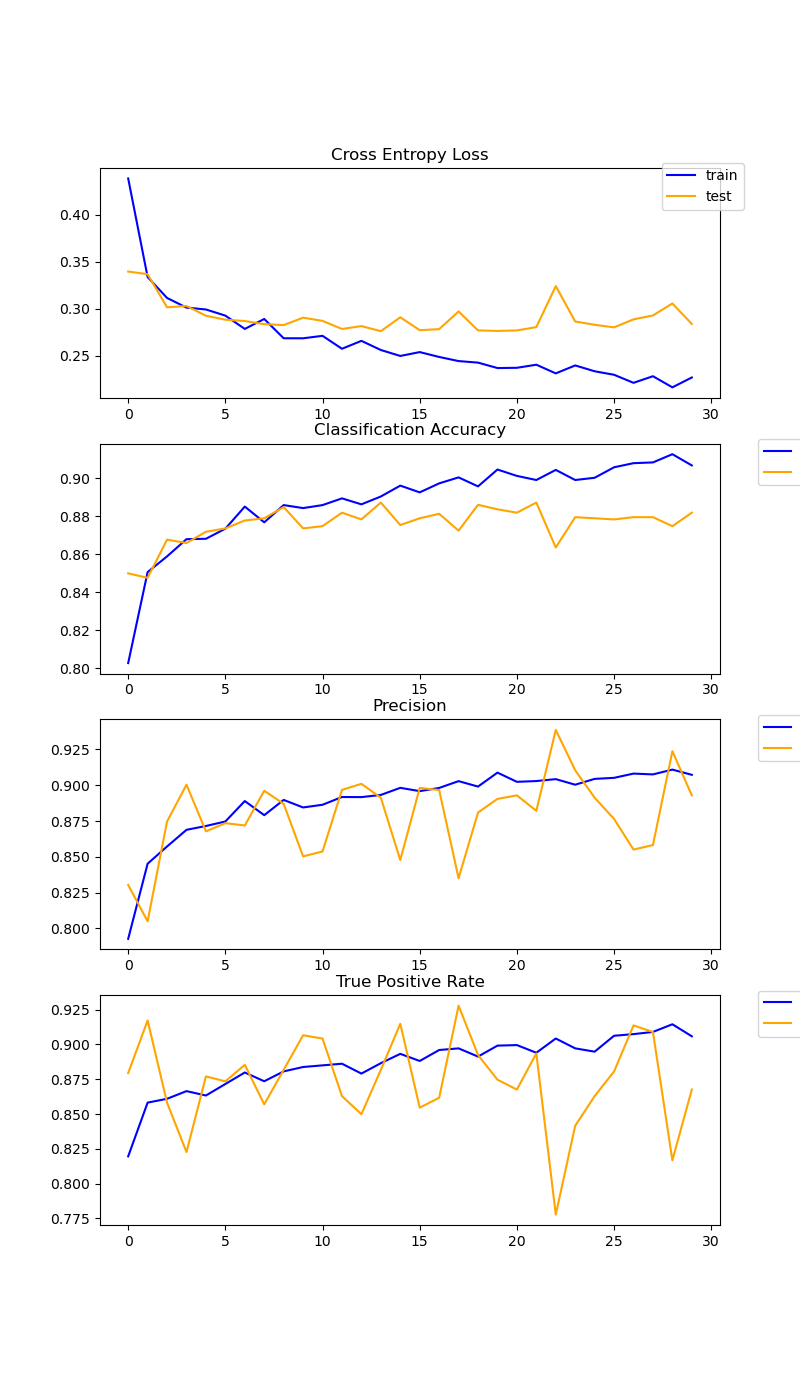 Cross Entropy Loss
train
test
0.40
0.35
0.30
0.25
0 5 10 15 20 25 30
Classification Accuracy
0.90
0.88
0.86
0.84
0.82
0.80
0 5 10 15 20 25 30
Precision
0.925
0.900
0.875
0.850
0.825
0.800
0 5 10 15 20 25 30
True Positive Rate
0.925
0.900
0.875
0.850
0.825
0.800
0.775
0 5 10 15 20 25 30